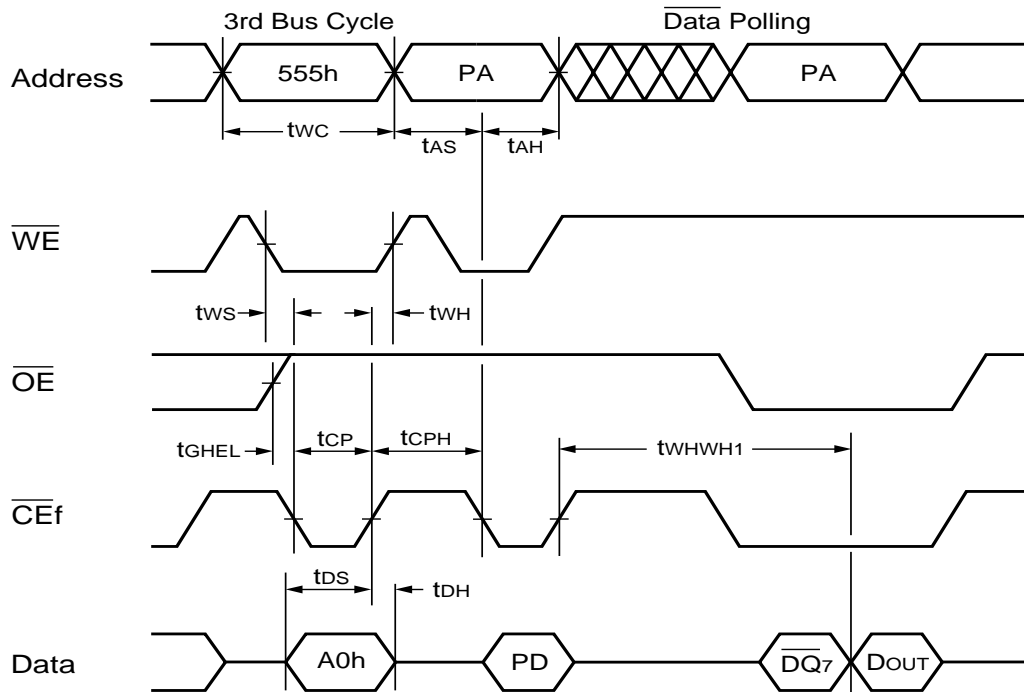 3rd Bus Cycle Data Polling
Address 555h PA PA
tWC tAS tAH
WE
tWS tWH
OE
tGHEL tCP tCPH tWHWH1
CEf
tDS tDH
Data A0h PD DQ7 DOUT